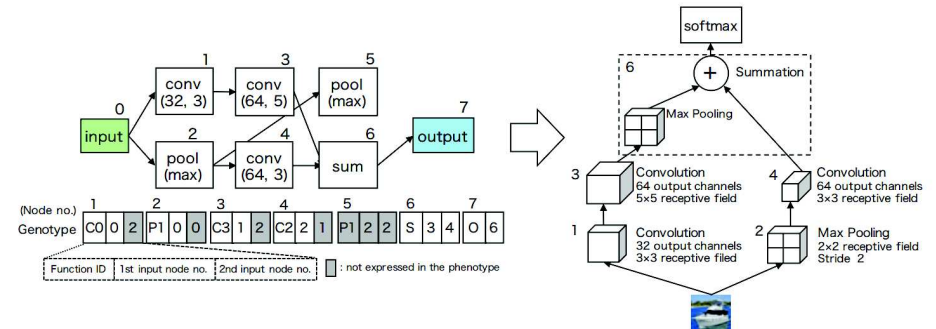 0
input
1
conv
(32, 3)
2
pool
(max)
3
conv
(64, 5)
4
conv
(64, 3)
5
pool
(max)
6
sum
7
output
(Node no.)
1 2 3 4 5 6 7
Genotype
C0 0 2 P1 0 0 C3 1 2 C2 2 1 P1 2 2 S 3 4 O 6
Function ID 1st input node no. 2nd input node no.
: not expressed in the phenotype
softmax
6
+
Summation
Max Pooling
3
Convolution
64 output channels
5×5 receptive field
4
Convolution
64 output channels
3×3 receptive field
1
Convolution
32 output channels
3×3 receptive filed
2
Max Pooling
2×2 receptive field
Stride 2